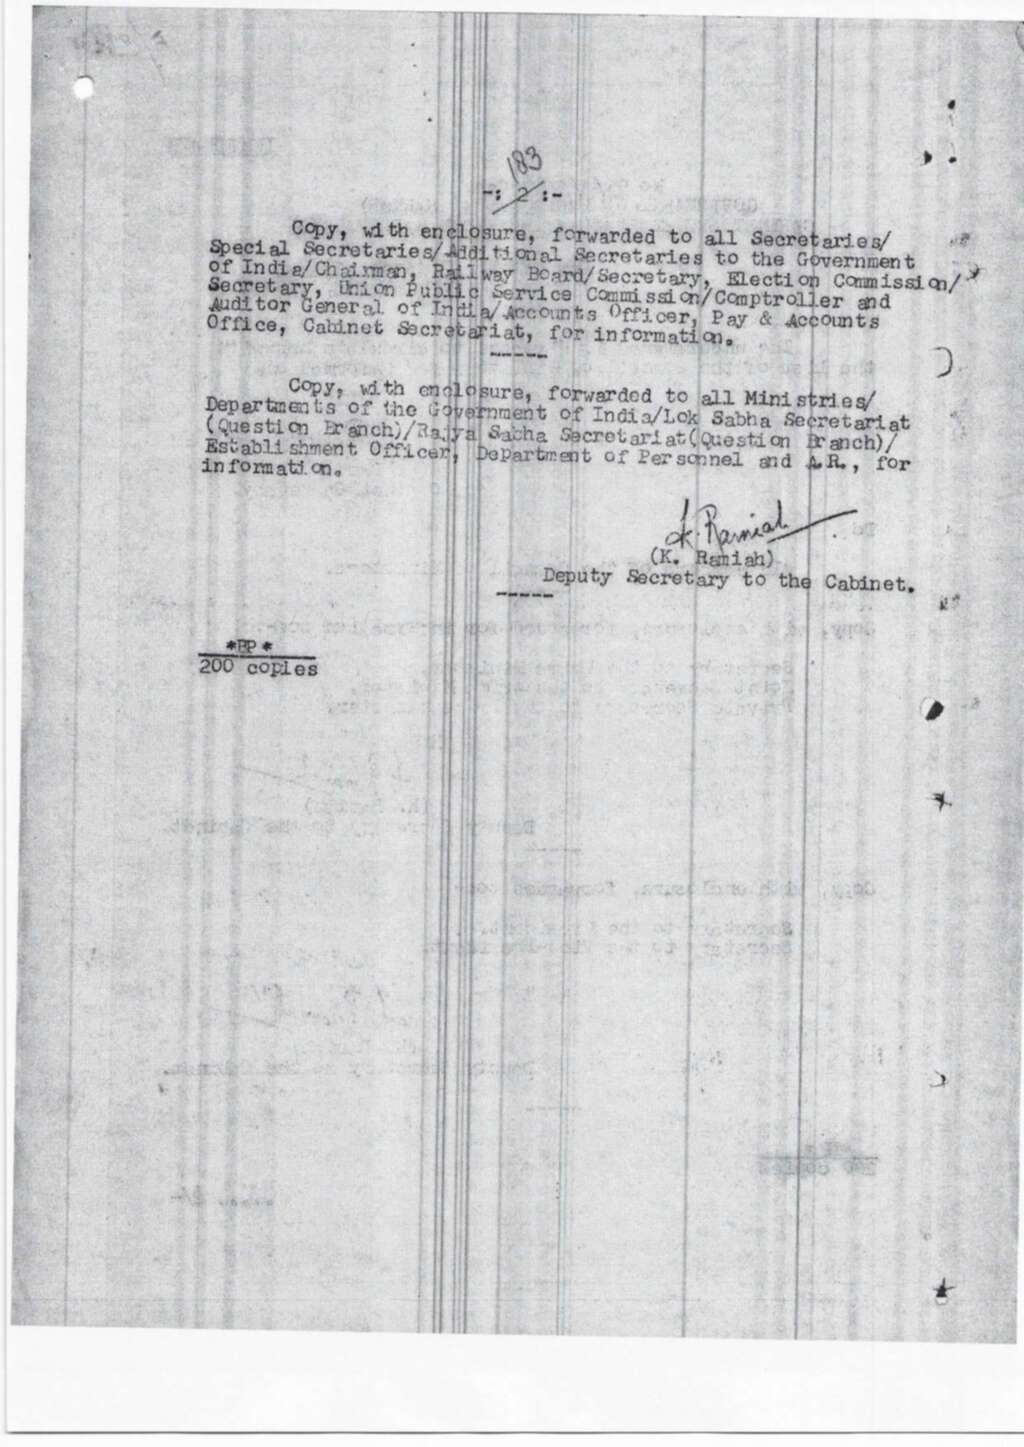 183
-: 2 :-
Copy, with enclosure, forwarded to all Secretaries/
Special Secretaries/Additional Secretaries to the Government
of India/Chairman, Railway Board/Secretary, Election Commission/
Secretary, Union Public Service Commission/Comptroller and
Auditor General of India/Accounts Officer, Pay & Accounts
Office, Cabinet Secretariat, for information.
-----
Copy, with enclosure, forwarded to all Ministries/
Departments of the Government of India/Lok Sabha Secretariat
(Question Branch)/Rajya Sabha Secretariat(Question Branch)/
Establishment Officer, Department of Personnel and A.R., for
information.
K. Ramiah
(K. Ramiah)
Deputy Secretary to the Cabinet.
-----
*BP*
200 copies